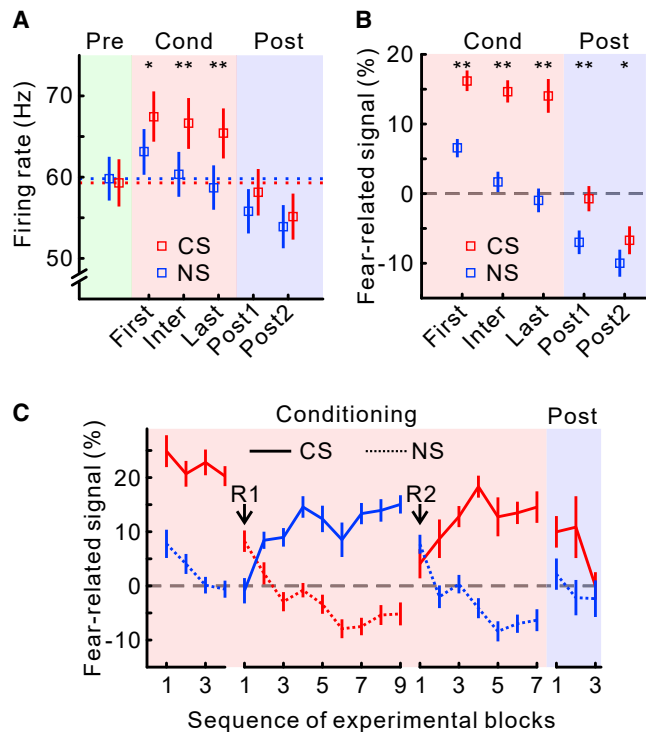 A
Pre Cond Post
* ** **
Firing rate (Hz)
70
60
50
CS
NS
First Inter Last Post1 Post2
B
Cond Post
** ** ** ** *
Fear-related signal (%)
20
10
0
-10
CS
NS
First Inter Last Post1 Post2
C
Conditioning Post
CS NS
R1 R2
Fear-related signal (%)
20
10
0
-10
1 3 1 3 5 7 9 1 3 5 7 1 3
Sequence of experimental blocks